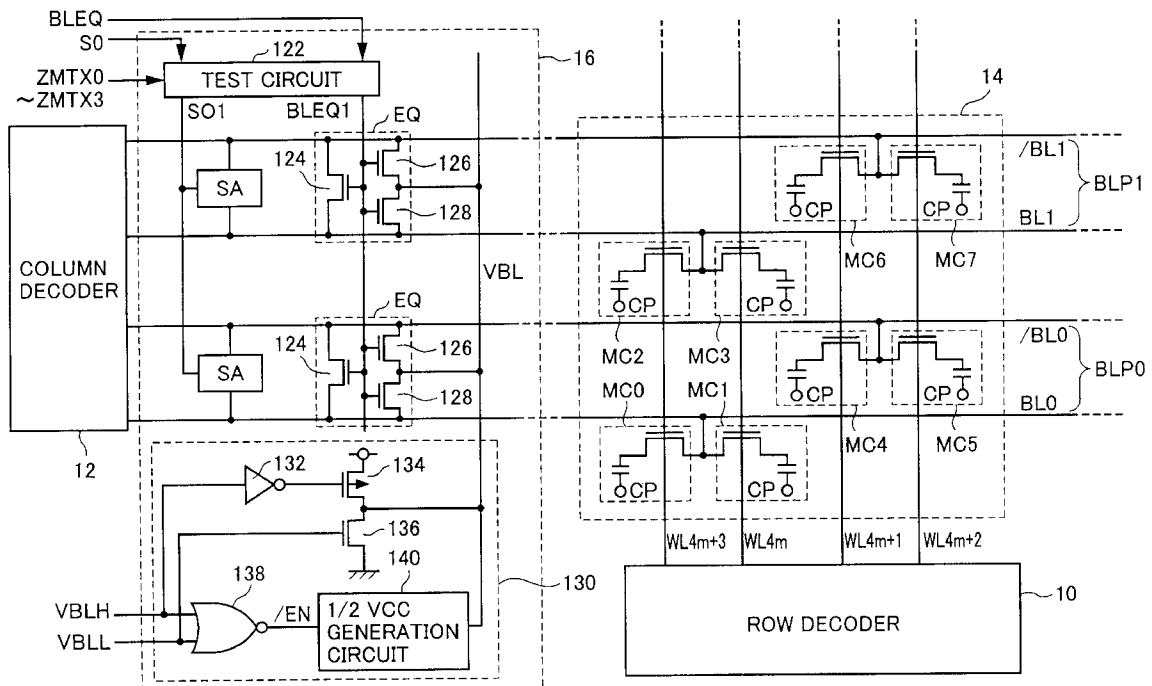 BLEQ
S0
122
16
ZMTX0
~ZMTX3
TEST CIRCUIT
SO1
BLEQ1
EQ
14
124
126
SA
128
/BL1
BLP1
CP
CP
BL1
MC6
MC7
COLUMN
DECODER
VBL
CP
CP
EQ
124
126
SA
128
MC2
MC3
/BL0
BLP0
MC0
MC1
CP
CP
BL0
12
132
134
MC4
MC5
CP
CP
136
WL4m+3
WL4m
WL4m+1
WL4m+2
138
140
130
10
VBLH
VBLL
/EN
1/2 VCC
GENERATION
CIRCUIT
ROW DECODER